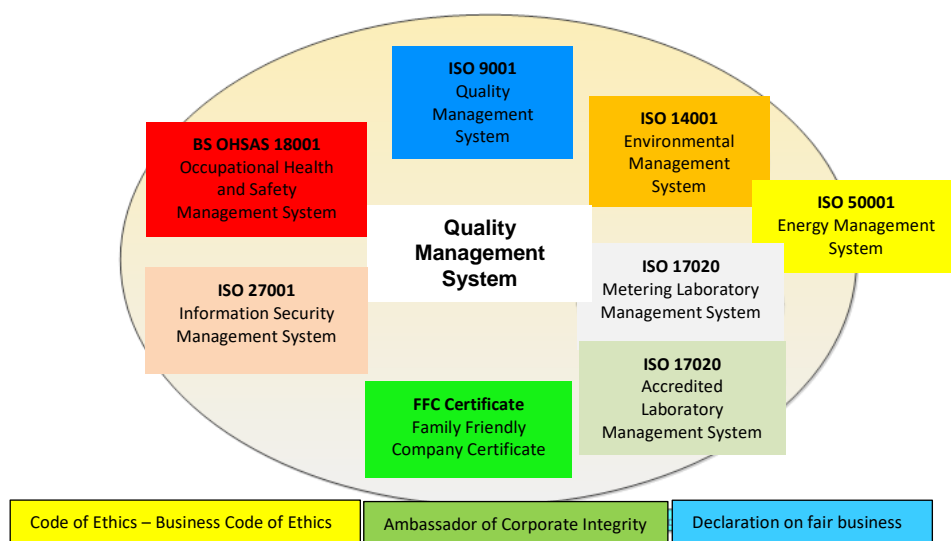 ISO 9001
Quality
Management
System
ISO 14001
Environmental
Management
System
BS OHSAS 18001
Occupational Health
and Safety
Management System
ISO 50001
Energy Management
System
Quality
Management
System
ISO 17020
Metering Laboratory
Management System
ISO 27001
Information Security
Management System
ISO 17020
Accredited
Laboratory
Management System
FFC Certificate
Family Friendly
Company Certificate
Code of Ethics – Business Code of Ethics
Ambassador of Corporate Integrity
Declaration on fair business